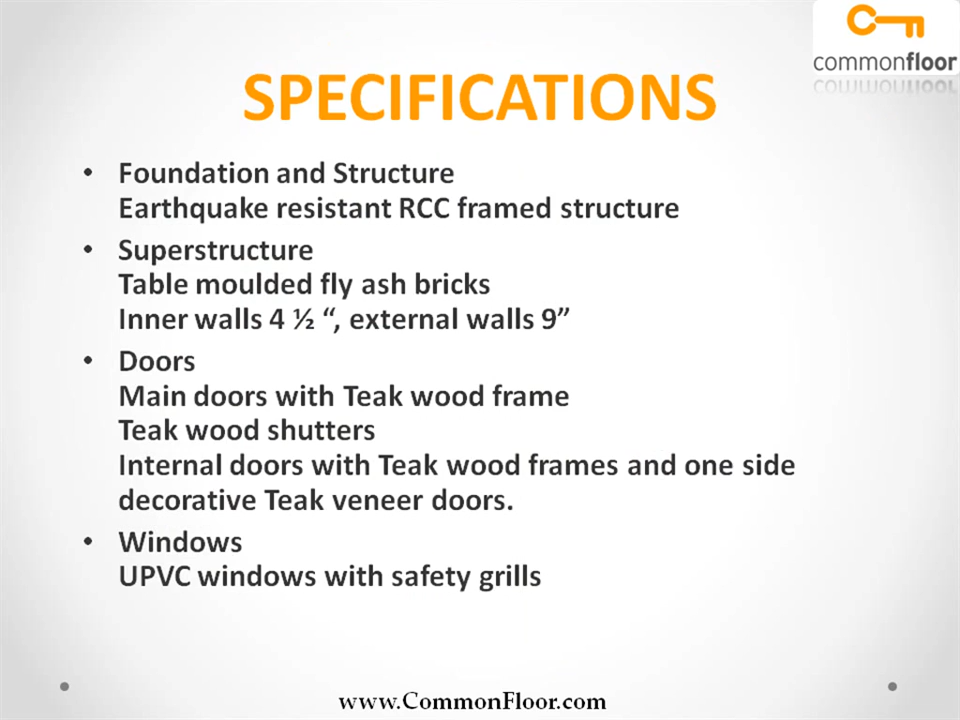 commonfloor
SPECIFICATIONS
• Foundation and Structure
Earthquake resistant RCC framed structure
• Superstructure
Table moulded fly ash bricks
Inner walls 4 ½ “, external walls 9”
• Doors
Main doors with Teak wood frame
Teak wood shutters
Internal doors with Teak wood frames and one side
decorative Teak veneer doors.
• Windows
UPVC windows with safety grills
www.CommonFloor.com